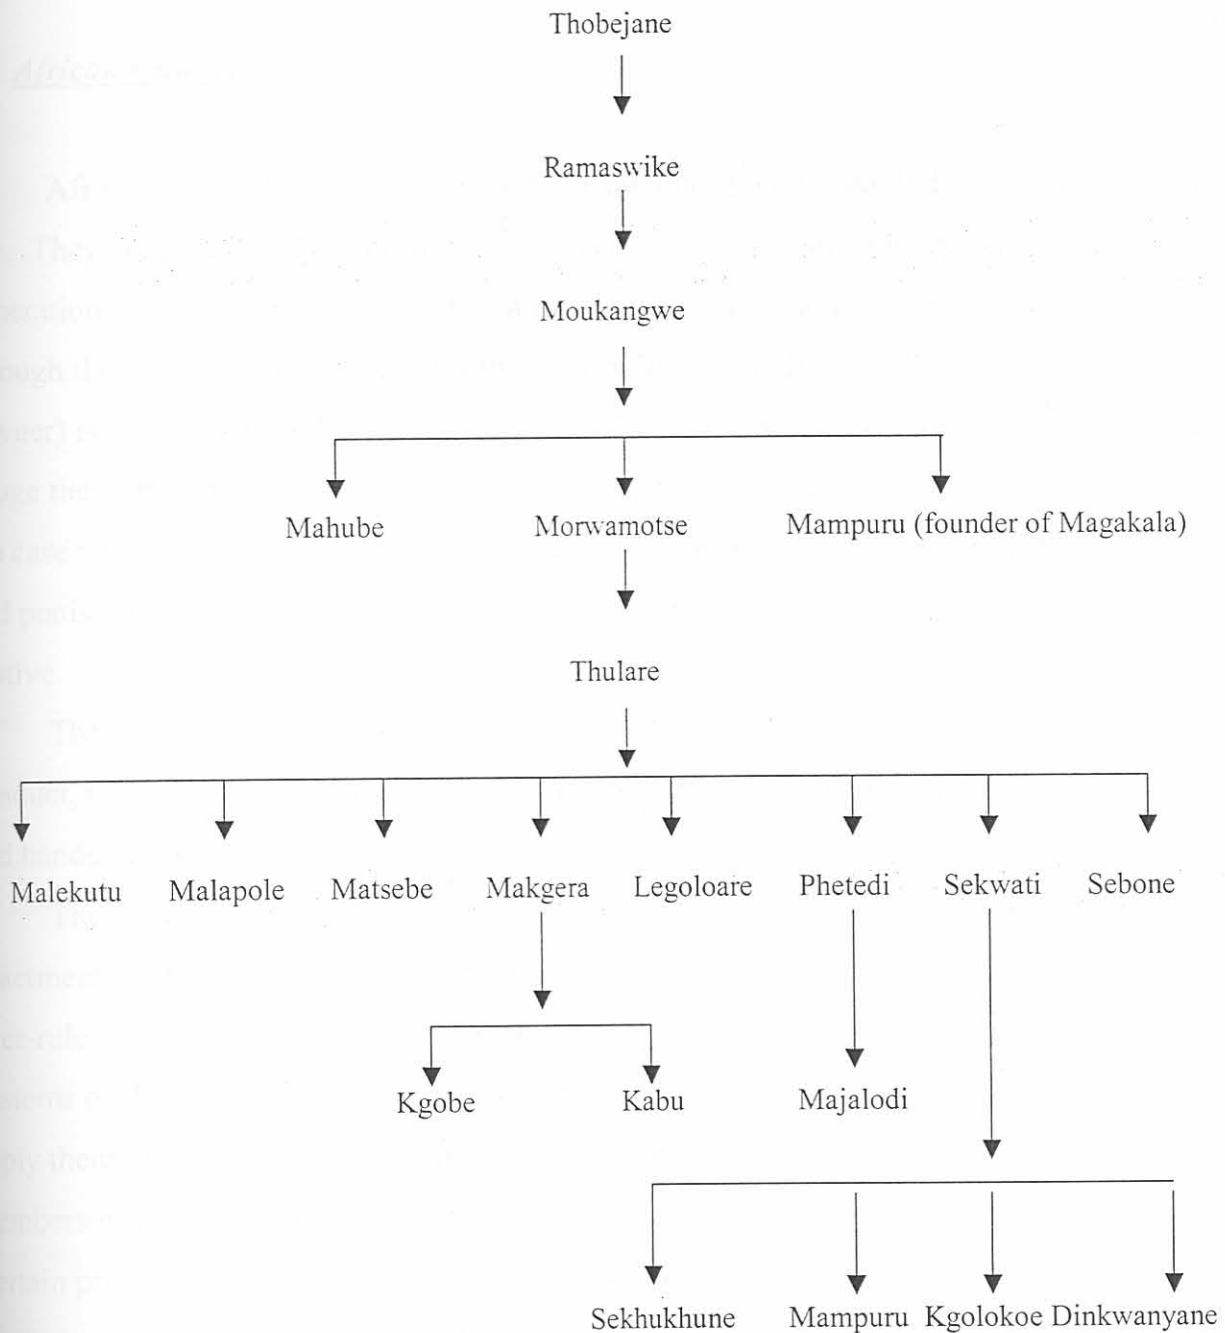 Thobejane
Ramaswike
Moukangwe
Mahube Morwamotse Mampuru (founder of Magakala)
Thulare
Malekutu Malapole Matsebe Makgera Legoloare Phetedi Sekwati Sebone
Kgobe Kabu Majalodi
Sekhukhune Mampuru Kgolokoe Dinkwanyane